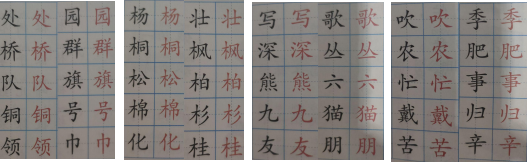 处处园园 杨杨壮壮 写写歌歌 吹吹季季
桥桥群群 桐桐枫枫 深深丛丛 农农肥肥
队队旗旗 松松柏柏 熊熊六六 忙忙事事
铜铜号号 棉棉杉杉 九九猫猫 戴戴归归
领领巾巾 化化桂桂 友友朋朋 苦苦辛辛